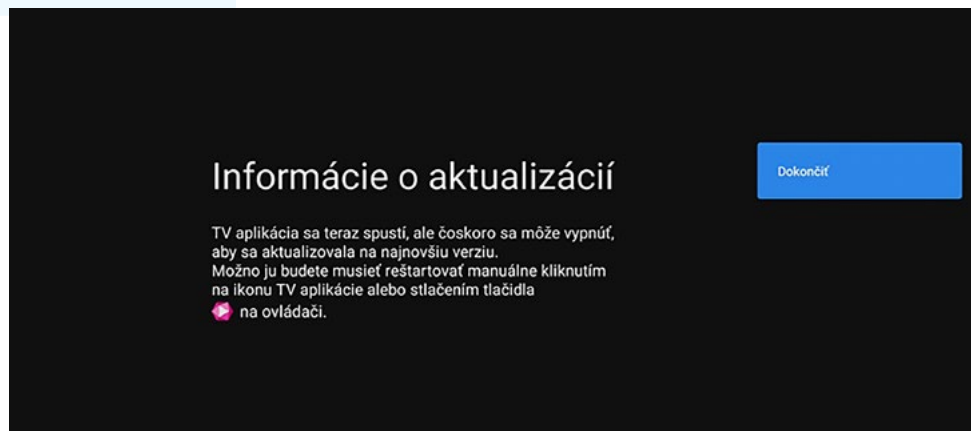 Informácie o aktualizácií
Dokončiť
TV aplikácia sa teraz spustí, ale čoskoro sa môže vypnúť,
aby sa aktualizovala na najnovšiu verziu.
Možno ju budete musieť reštartovať manuálne kliknutím
na ikonu TV aplikácie alebo stlačením tlačidla
na ovládači.